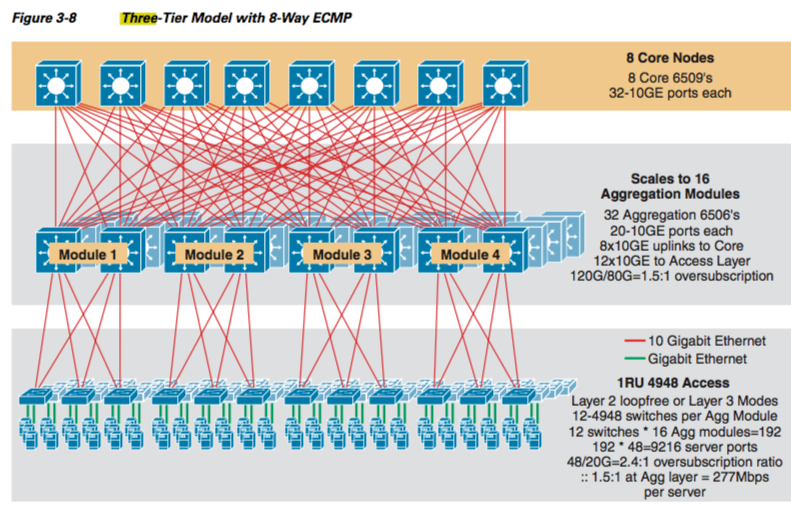 Figure 3-8 Three-Tier Model with 8-Way ECMP
8 Core Nodes
8 Core 6509's
32-10GE ports each
Scales to 16
Aggregation Modules
32 Aggregation 6506's
20-10GE ports each
8x10GE uplinks to Core
12x10GE to Access Layer
120G/80G=1.5:1 oversubscription
Module 1
Module 2
Module 3
Module 4
10 Gigabit Ethernet
Gigabit Ethernet
1RU 4948 Access
Layer 2 loopfree or Layer 3 Modes
12-4948 switches per Agg Module
12 switches * 16 Agg modules=192
192 * 48=9216 server ports
48/20G=2.4:1 oversubscription ratio
:: 1.5:1 at Agg layer = 277Mbps
per server